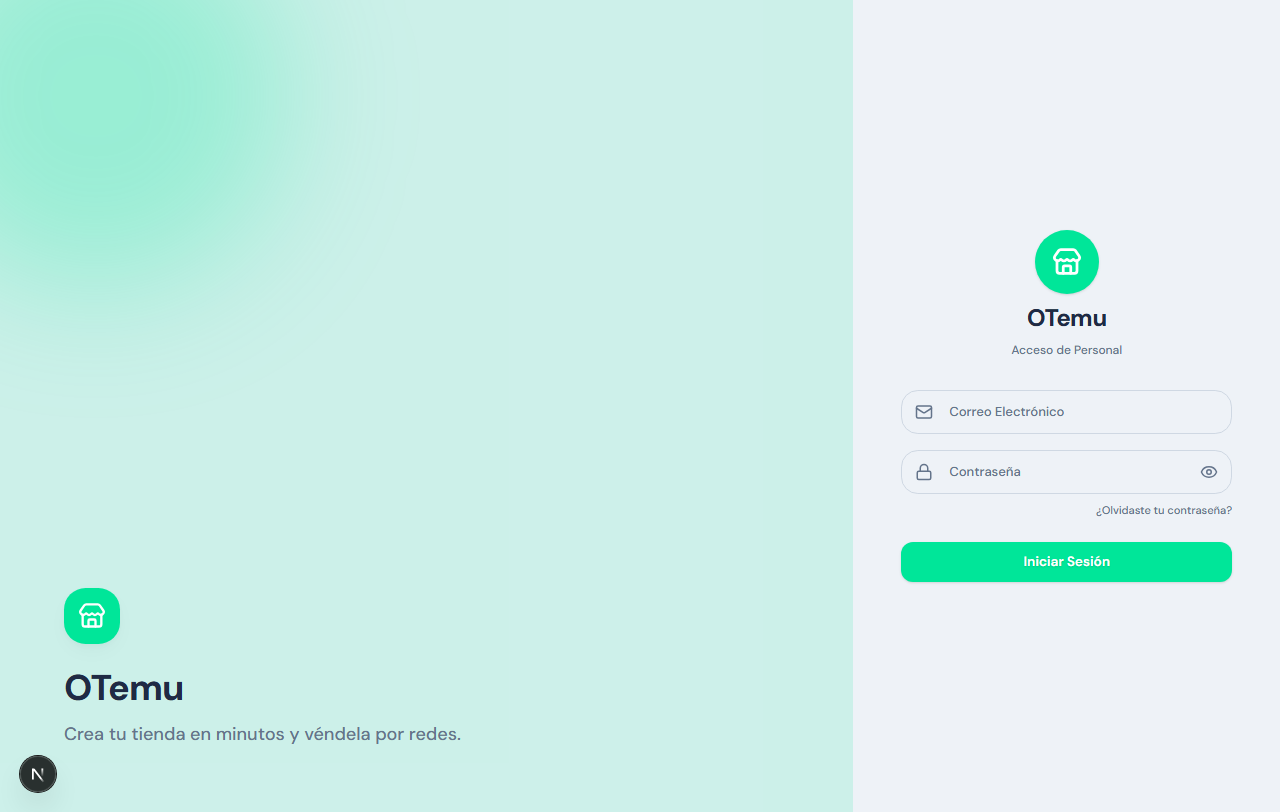 OTemu
Crea tu tienda en minutos y véndela por redes.
N
OTemu
Acceso de Personal
Correo Electrónico
Contraseña
¿Olvidaste tu contraseña?
Iniciar Sesión